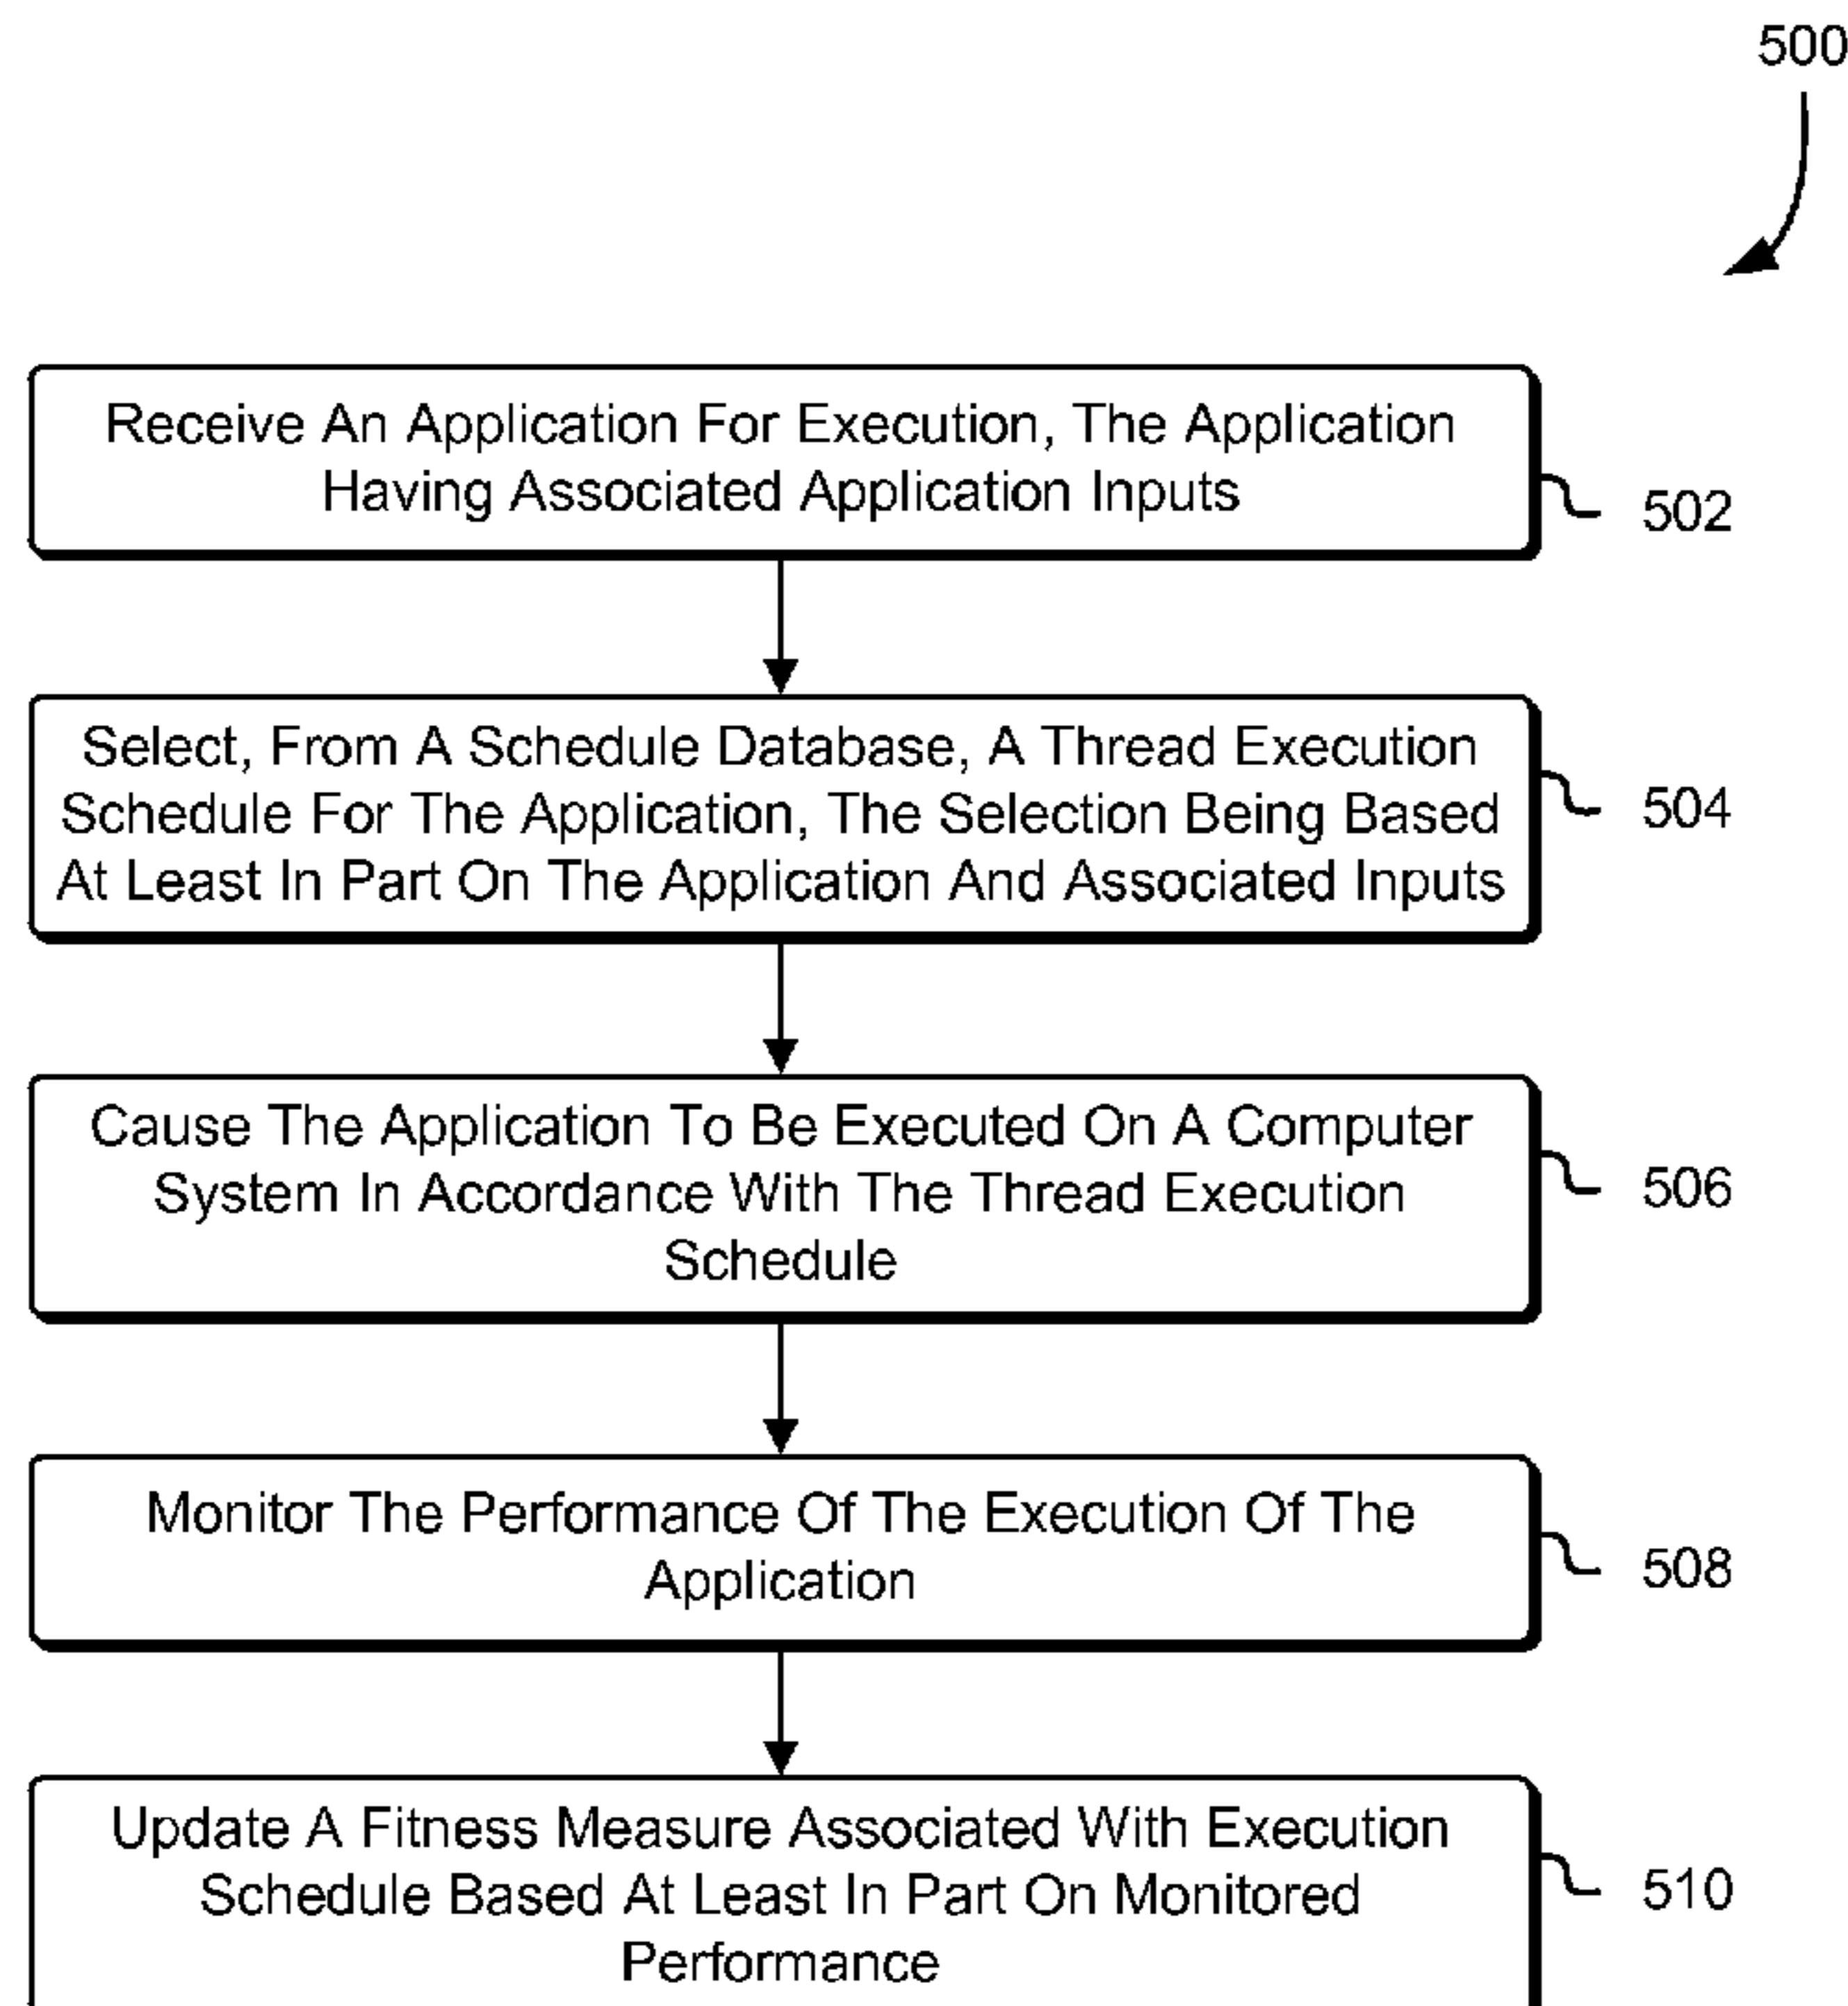 500
Receive An Application For Execution, The Application
Having Associated Application Inputs
502
Select, From A Schedule Database, A Thread Execution
Schedule For The Application, The Selection Being Based
At Least In Part On The Application And Associated Inputs
504
Cause The Application To Be Executed On A Computer
System In Accordance With The Thread Execution
Schedule
506
Monitor The Performance Of The Execution Of The
Application
508
Update A Fitness Measure Associated With Execution
Schedule Based At Least In Part On Monitored
Performance
510